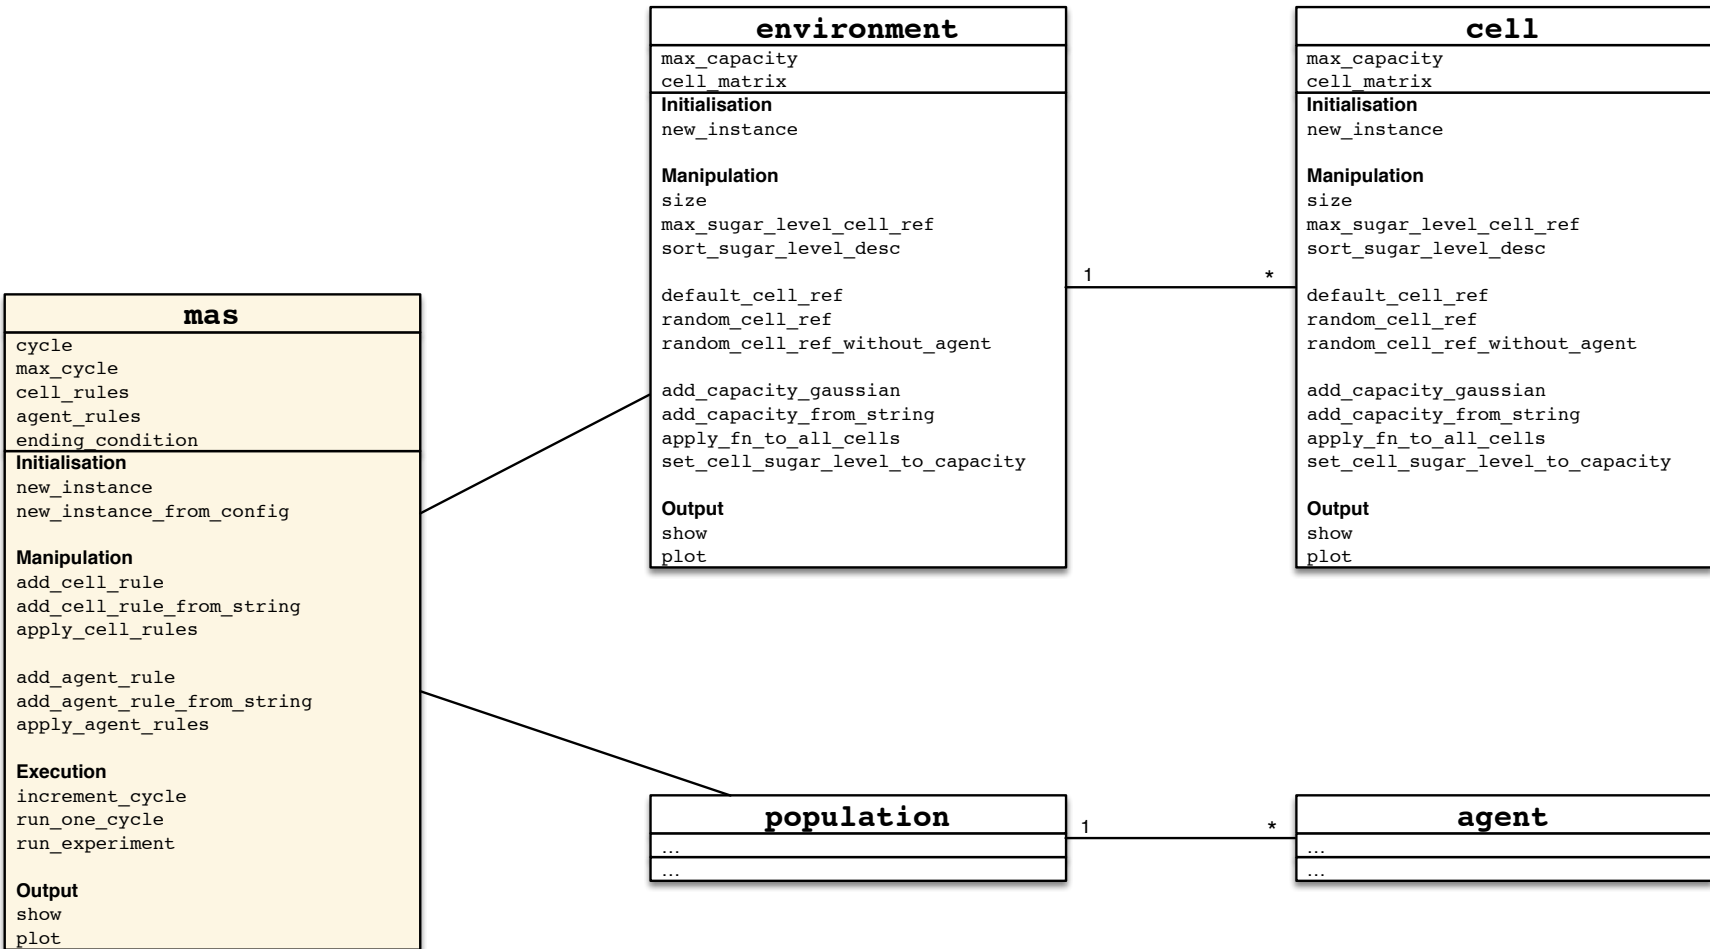 environment
max_capacity
cell_matrix
Initialisation
new_instance
Manipulation
size
max_sugar_level_cell_ref
sort_sugar_level_desc
default_cell_ref
random_cell_ref
random_cell_ref_without_agent
add_capacity_gaussian
add_capacity_from_string
apply_fn_to_all_cells
set_cell_sugar_level_to_capacity
Output
show
plot
1
*
cell
max_capacity
cell_matrix
Initialisation
new_instance
Manipulation
size
max_sugar_level_cell_ref
sort_sugar_level_desc
default_cell_ref
random_cell_ref
random_cell_ref_without_agent
add_capacity_gaussian
add_capacity_from_string
apply_fn_to_all_cells
set_cell_sugar_level_to_capacity
Output
show
plot
mas
cycle
max_cycle
cell_rules
agent_rules
ending_condition
Initialisation
new_instance
new_instance_from_config
Manipulation
add_cell_rule
add_cell_rule_from_string
apply_cell_rules
add_agent_rule
add_agent_rule_from_string
apply_agent_rules
Execution
increment_cycle
run_one_cycle
run_experiment
Output
show
plot
population
...
...
1
*
agent
...
...